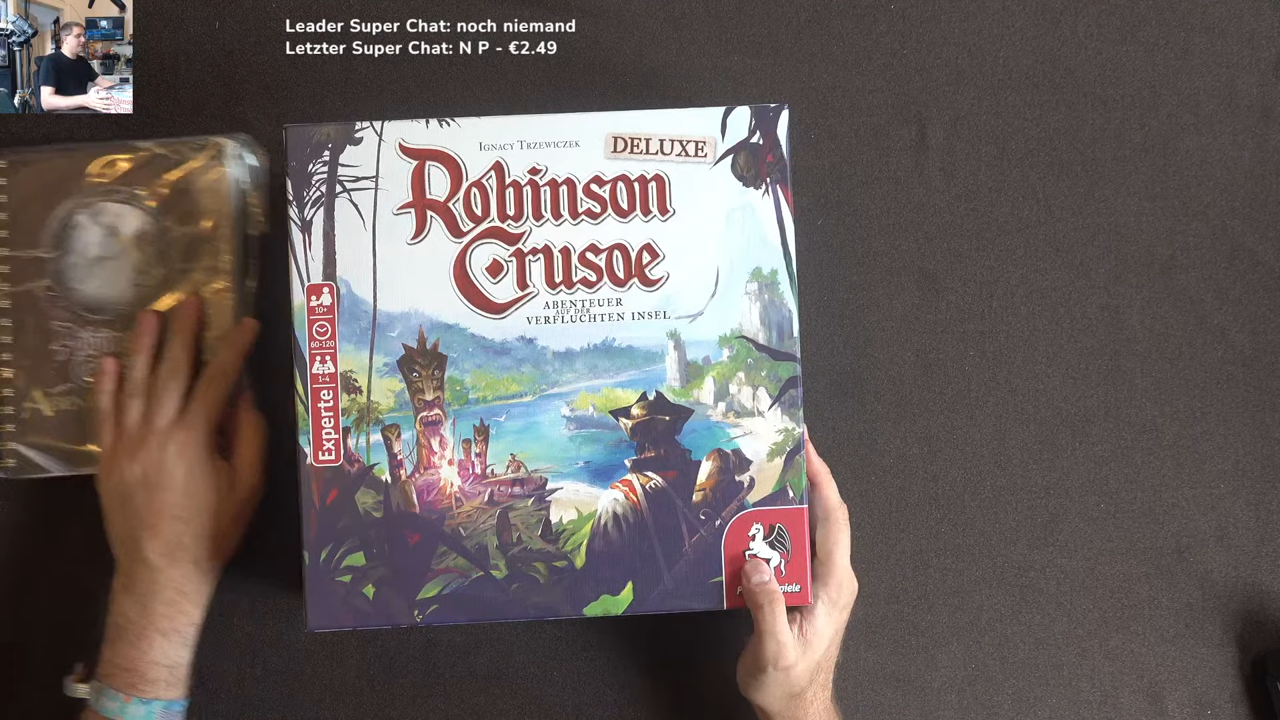 Leader Super Chat: noch niemand
Letzter Super Chat: N P - €2.49
IGNACY TRZEWICZEK
DELUXE
Robinson
Crusoe
ABENTEUER
AUF DER
VERFLUCHTEN INSEL
10+
60-120
1-4
Experte